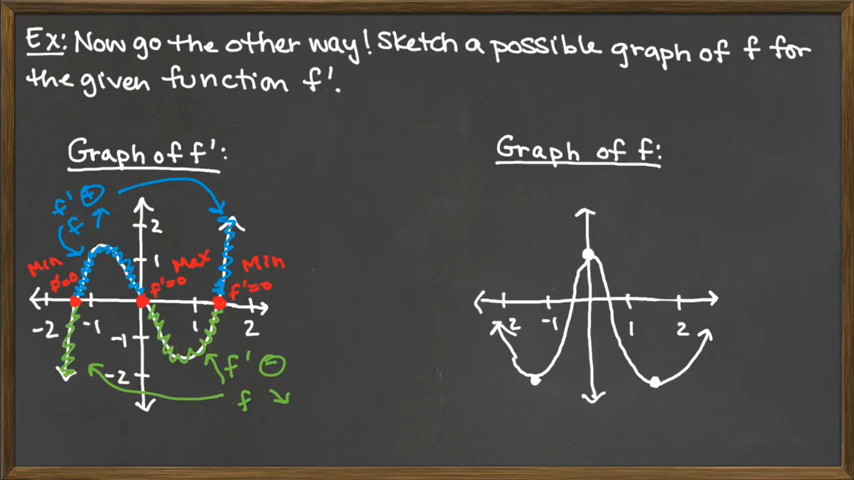 Ex: Now go the other way! Sketch a possible graph of f for
the given function f'.
Graph of f':
f' ⊕
f ↗
Min
f'=0
Max
f'=0
Min
f'=0
2
1
-2
-1
1
2
-1
-2
f' ⊖
f ↘
Graph of f:
-2
-1
1
2